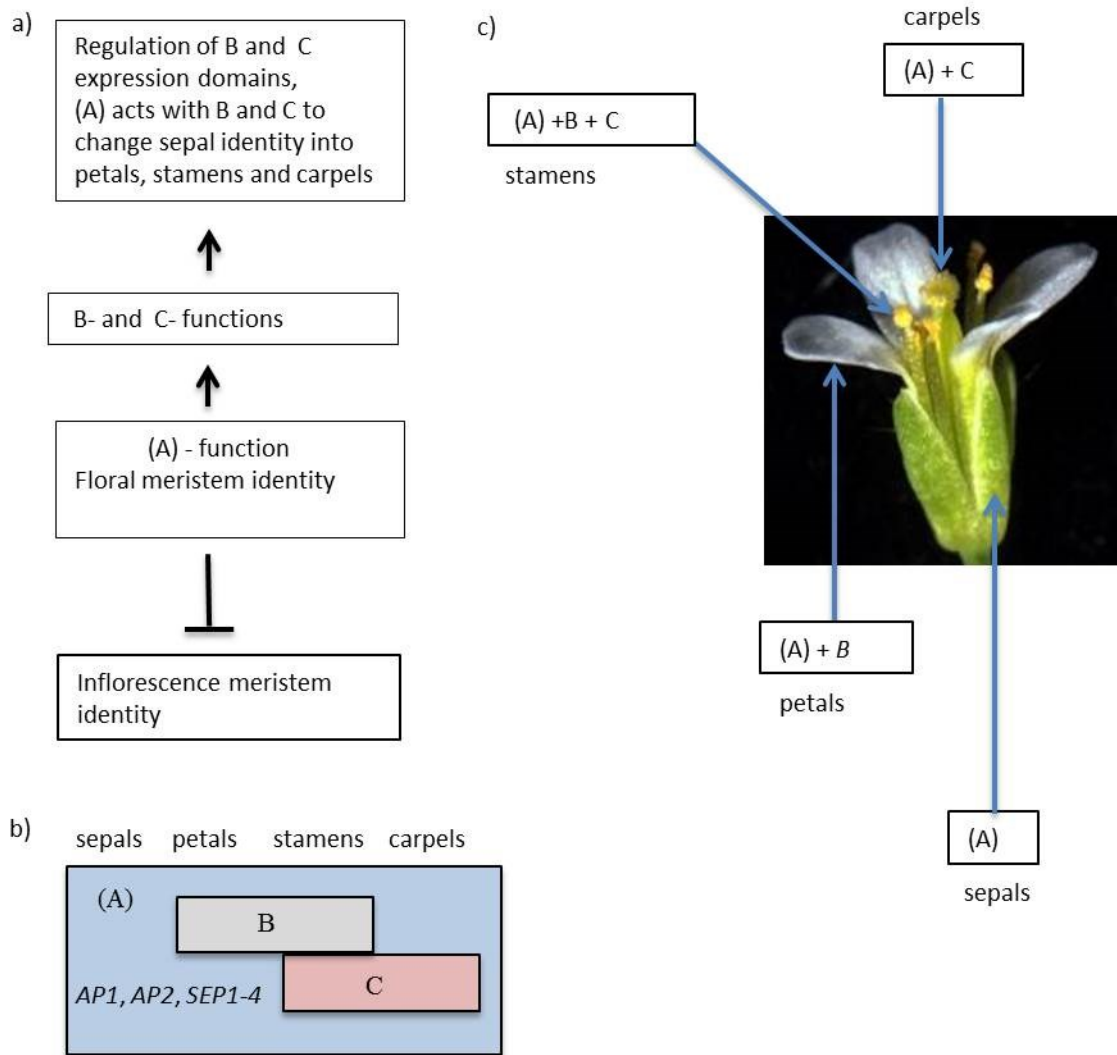 a)
Regulation of B and C
expression domains,
(A) acts with B and C to
change sepal identity into
petals, stamens and carpels
B- and C- functions
(A) - function
Floral meristem identity
Inflorescence meristem
identity
b)
sepals petals stamens carpels
(A)
B
C
AP1, AP2, SEP1-4
c)
carpels
(A) + C
(A) +B + C
stamens
(A) + B
petals
(A)
sepals